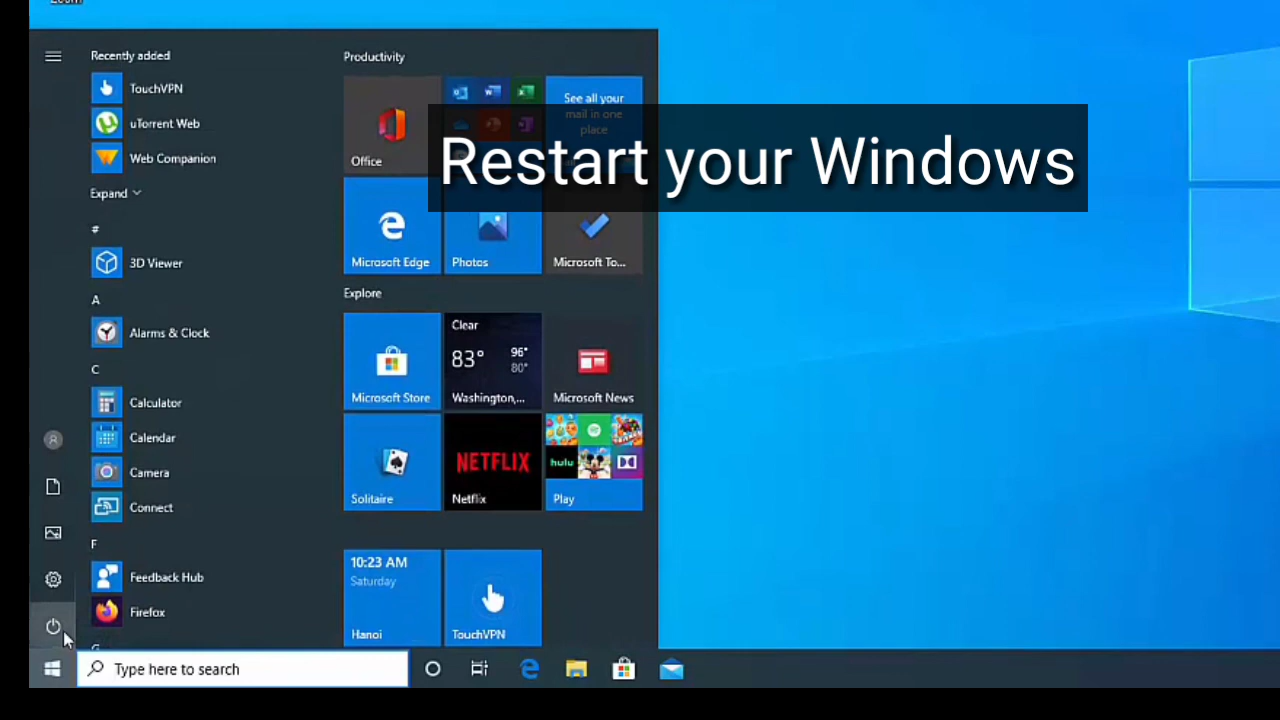 Zoom
Recently added
TouchVPN
uTorrent Web
Web Companion
Expand
#
3D Viewer
A
Alarms & Clock
C
Calculator
Calendar
Camera
Connect
F
Feedback Hub
Firefox
Productivity
Office
See all your
mail in one
place
Restart your Windows
Microsoft Edge
Photos
Microsoft To...
Explore
Microsoft Store
Clear
83° 96°
80°
Washington,...
Microsoft News
Solitaire
NETFLIX
Netflix
hulu
Play
10:23 AM
Saturday
Hanoi
TouchVPN
Type here to search